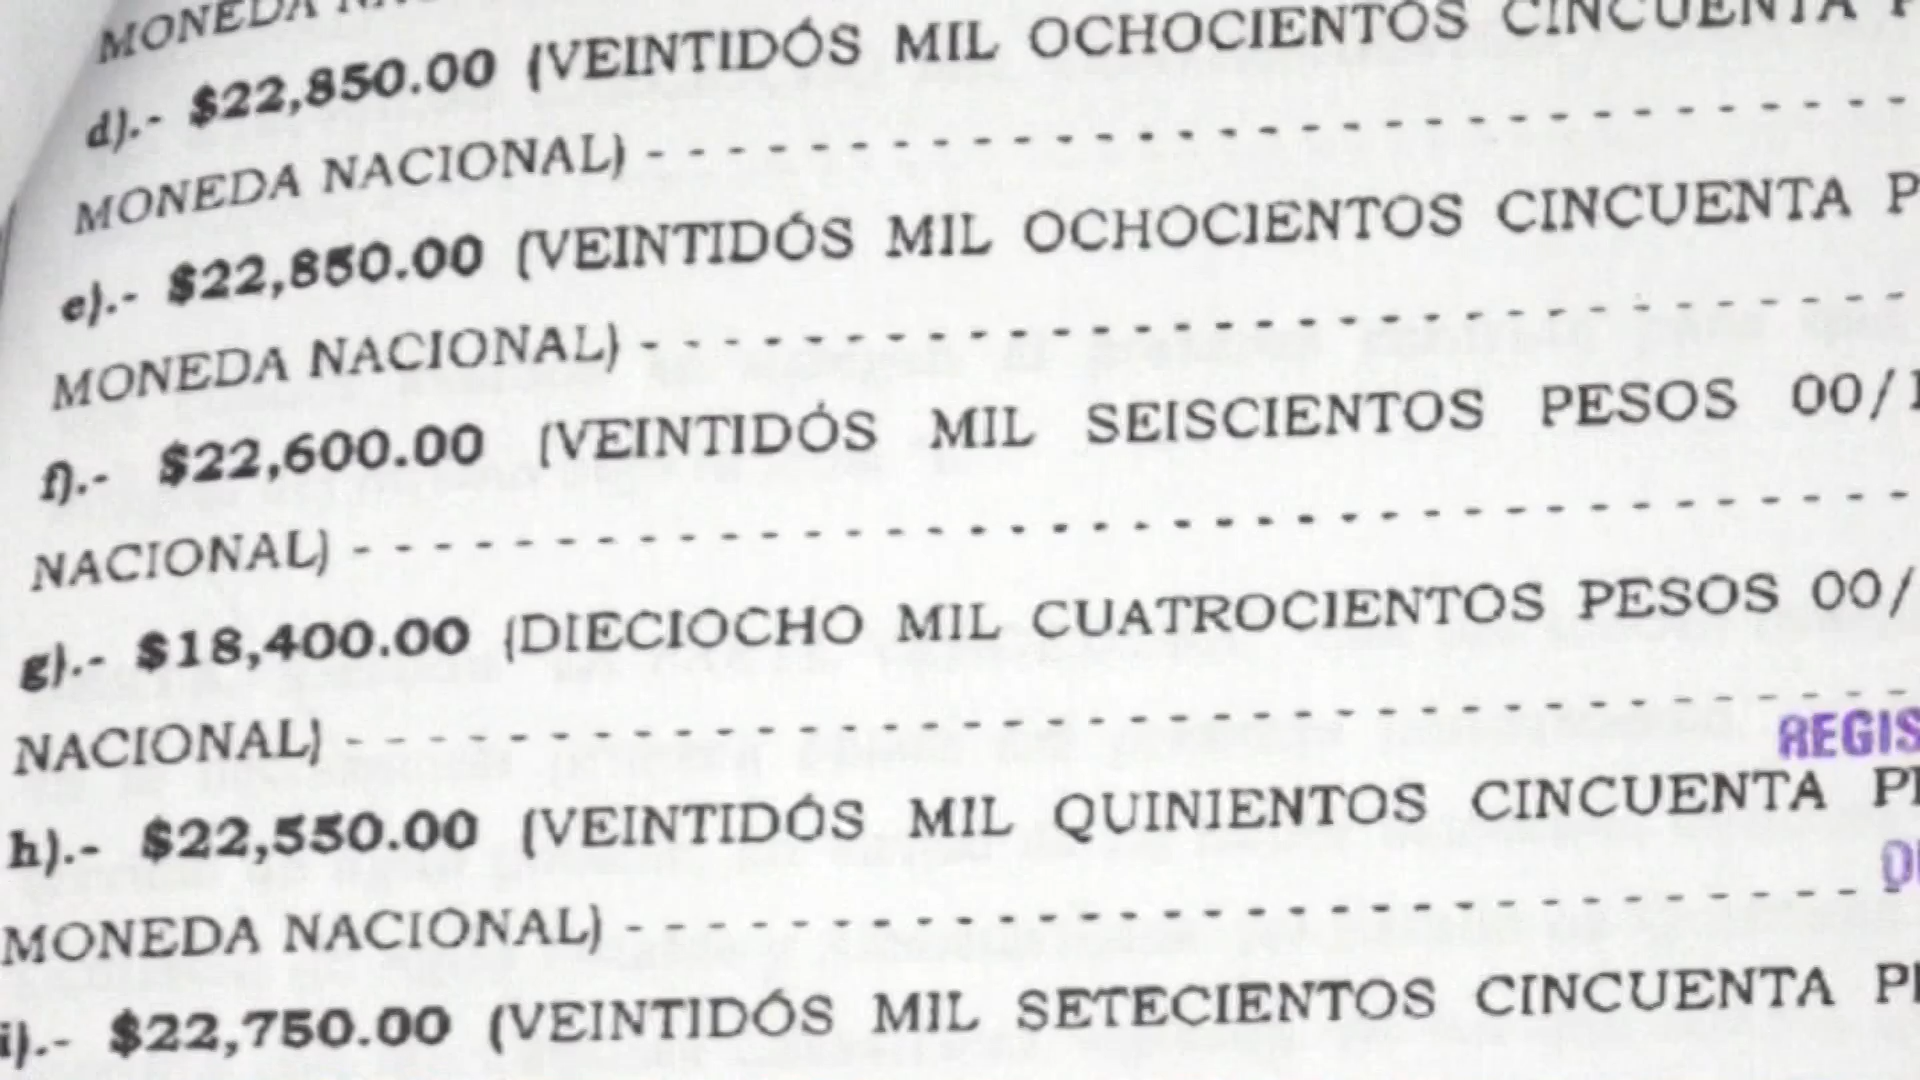 MONEDA
d).- $22,850.00 (VEINTIDÓS MIL OCHOCIENTOS CINCUENTA
MONEDA NACIONAL) - - - - - - - - - - - - - - - - - - - - - - - - - - - - - - -
e).- $22,850.00 (VEINTIDÓS MIL OCHOCIENTOS CINCUENTA P
MONEDA NACIONAL) - - - - - - - - - - - - - - - - - - - - - - - - - - - - - - -
f).- $22,600.00 (VEINTIDÓS MIL SEISCIENTOS PESOS 00/
NACIONAL) - - - - - - - - - - - - - - - - - - - - - - - - - - - - - - - - - - - - - -
g).- $18,400.00 (DIECIOCHO MIL CUATROCIENTOS PESOS 00/
NACIONAL) - - - - - - - - - - - - - - - - - - - - - - - - - - - - - - - - - - - - - -
REGIS
h).- $22,550.00 (VEINTIDÓS MIL QUINIENTOS CINCUENTA P
MONEDA NACIONAL) - - - - - - - - - - - - - - - - - - - - - - - - - - - - - - -
i).- $22,750.00 (VEINTIDÓS MIL SETECIENTOS CINCUENTA P